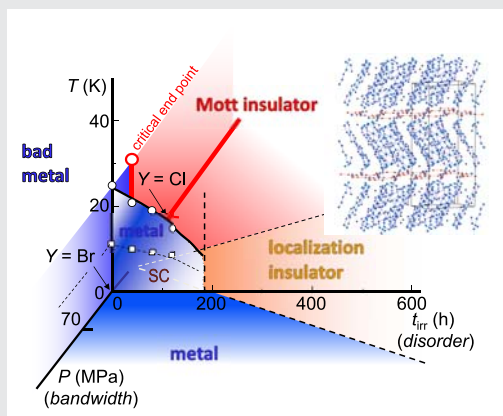 T (K)
critical end point
40
Mott insulator
bad
metal
Y = Cl
20
metal
Y = Br
SC
localization
insulator
0
0
200
400
600
t_irr (h)
(disorder)
70
metal
P (MPa)
(bandwidth)